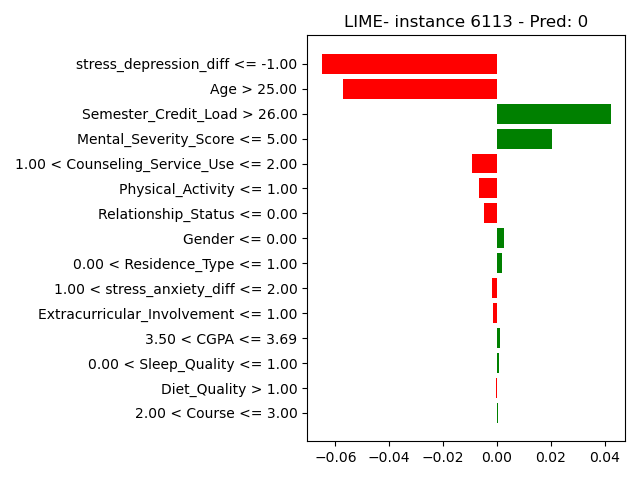 LIME- instance 6113 - Pred: 0
stress_depression_diff <= -1.00
Age > 25.00
Semester_Credit_Load > 26.00
Mental_Severity_Score <= 5.00
1.00 < Counseling_Service_Use <= 2.00
Physical_Activity <= 1.00
Relationship_Status <= 0.00
Gender <= 0.00
0.00 < Residence_Type <= 1.00
1.00 < stress_anxiety_diff <= 2.00
Extracurricular_Involvement <= 1.00
3.50 < CGPA <= 3.69
0.00 < Sleep_Quality <= 1.00
Diet_Quality > 1.00
2.00 < Course <= 3.00
−0.06 −0.04 −0.02 0.00 0.02 0.04